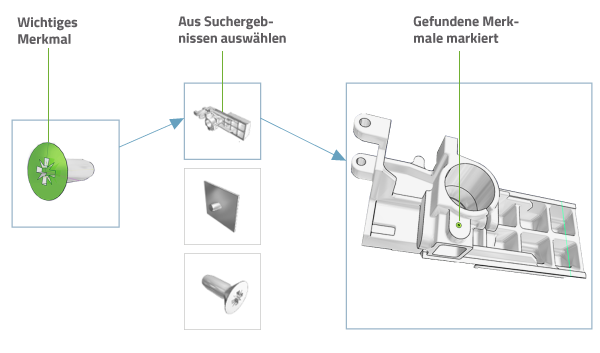 Wichtiges
Merkmal
Aus Suchergeb-
nissen auswählen
Gefundene Merk-
male markiert